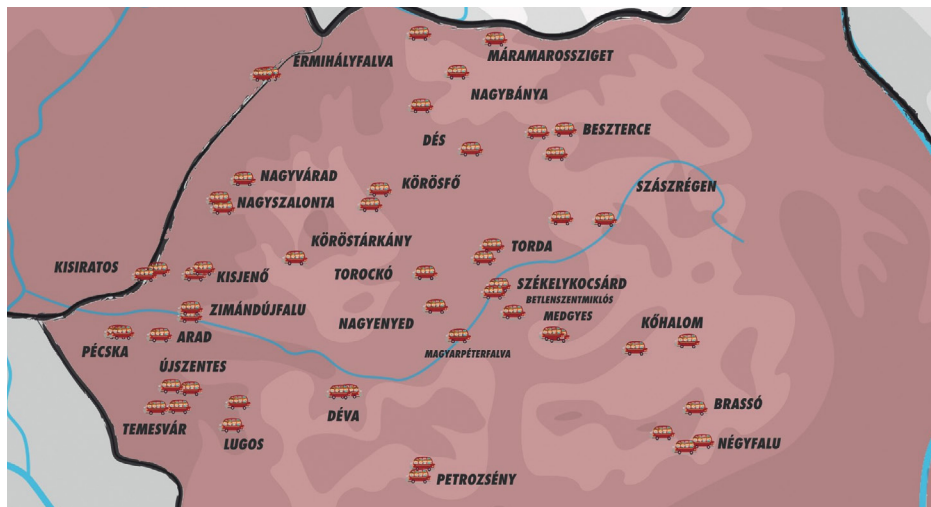 MÁRAMAROSSZIGET
ÉRMIHÁLYFALVA
NAGYBÁNYA
BESZTERCE
DÉS
NAGYVÁRAD
KÖRÖSFŐ
SZÁSZRÉGEN
NAGYSZALONTA
KÖRÖSTÁRKÁNY
TORDA
KISIRATOS
KISJENŐ
TOROCKÓ
SZÉKELYKOCSÁRD
BETLENSZENTMIKLÓS
ZIMÁNDÚJFALU
NAGYENYED
MEDGYES
KŐHALOM
ARAD
PÉCSKA
MAGYARPÉTERFALVA
ÚJSZENTES
BRASSÓ
DÉVA
TEMESVÁR
LUGOS
NÉGYFALU
PETROZSÉNY